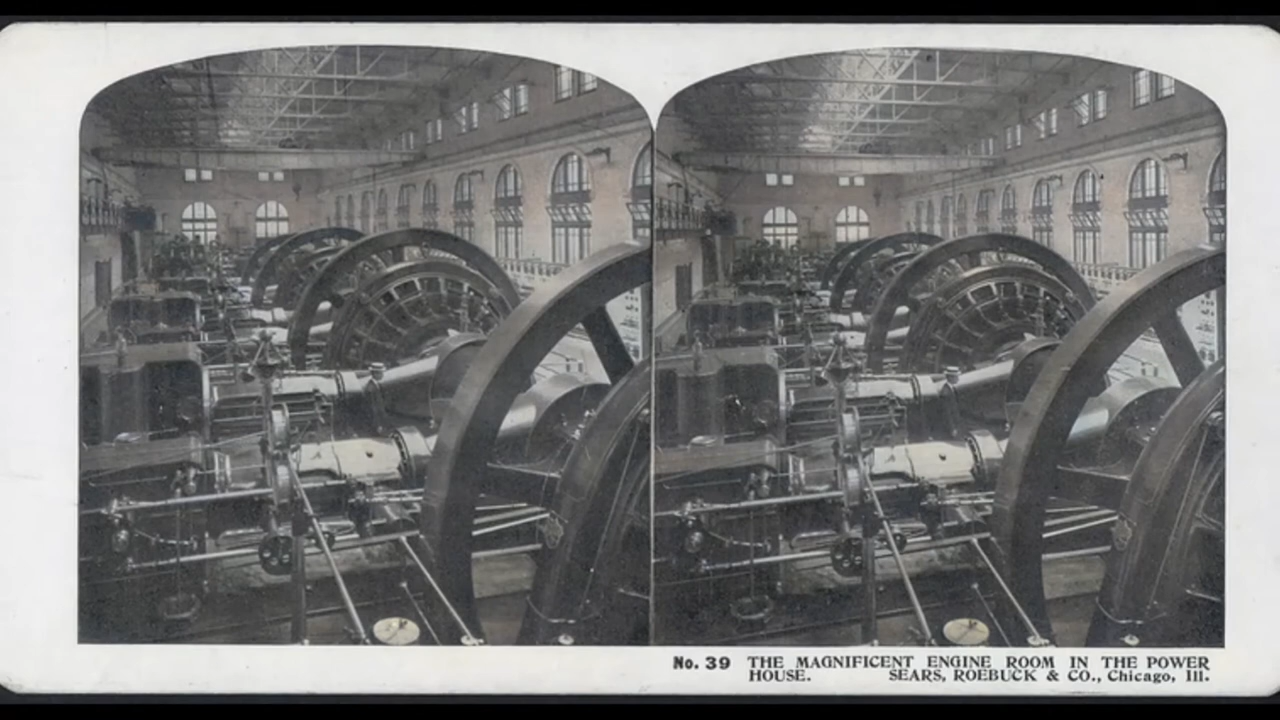 No. 39 THE MAGNIFICENT ENGINE ROOM IN THE POWER
HOUSE. SEARS, ROEBUCK & CO., Chicago, Ill.